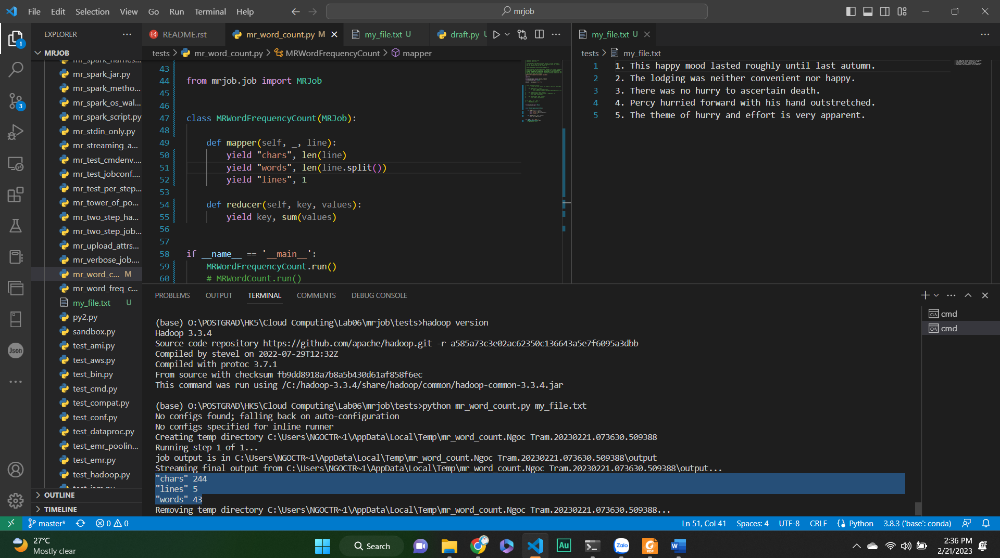 File Edit Selection View Go Run Terminal Help
mrjob
EXPLORER
1
3
MRJOB
mr_spark_harnes...
mr_spark_jar.py
mr_spark_metho...
mr_spark_os_wal...
mr_spark_script.py
mr_stdin_only.py
mr_streaming_a...
mr_test_cmdenv....
mr_test_jobconf....
mr_test_per_step...
mr_tower_of_po...
mr_two_step_ha...
mr_two_step_job...
mr_upload_attrs...
mr_verbose_job....
mr_word_c... M
mr_word_freq_c...
my_file.txt U
py2.py
sandbox.py
test_ami.py
test_aws.py
test_bin.py
test_cmd.py
test_compat.py
test_conf.py
test_dataproc.py
test_emr_poolin...
test_emr.py
test_hadoop.py
OUTLINE
TIMELINE
Json
README.rst mr_word_count.py M my_file.txt U draft.py U
tests > mr_word_count.py > MRWordFrequencyCount > mapper
43
44 from mrjob.job import MRJob
45
46
47 class MRWordFrequencyCount(MRJob):
48
49 def mapper(self, _, line):
50 yield "chars", len(line)
51 yield "words", len(line.split())
52 yield "lines", 1
53
54 def reducer(self, key, values):
55 yield key, sum(values)
56
57
58 if __name__ == '__main__':
59 MRWordFrequencyCount.run()
60 # MRWordCount.run()
my_file.txt U
tests > my_file.txt
1 1. This happy mood lasted roughly until last autumn.
2 2. The lodging was neither convenient nor happy.
3 3. There was no hurry to ascertain death.
4 4. Percy hurried forward with his hand outstretched.
5 5. The theme of hurry and effort is very apparent.
PROBLEMS OUTPUT TERMINAL COMMENTS DEBUG CONSOLE
cmd
cmd
(base) O:\POSTGRAD\HK5\Cloud Computing\Lab06\mrjob\tests>hadoop version
Hadoop 3.3.4
Source code repository https://github.com/apache/hadoop.git -r a585a73c3e02ac62350c136643a5e7f6095a3dbb
Compiled by stevel on 2022-07-29T12:32Z
Compiled with protoc 3.7.1
From source with checksum fb9dd8918a7b8a5b430d61af858f6ec
This command was run using /C:/hadoop-3.3.4/share/hadoop/common/hadoop-common-3.3.4.jar
(base) O:\POSTGRAD\HK5\Cloud Computing\Lab06\mrjob\tests>python mr_word_count.py my_file.txt
No configs found; falling back on auto-configuration
No configs specified for inline runner
Creating temp directory C:\Users\NGOCTR~1\AppData\Local\Temp\mr_word_count.Ngoc Tram.20230221.073630.509388
Running step 1 of 1...
job output is in C:\Users\NGOCTR~1\AppData\Local\Temp\mr_word_count.Ngoc Tram.20230221.073630.509388\output
Streaming final output from C:\Users\NGOCTR~1\AppData\Local\Temp\mr_word_count.Ngoc Tram.20230221.073630.509388\output...
"chars" 244
"lines" 5
"words" 43
Removing temp directory C:\Users\NGOCTR~1\AppData\Local\Temp\mr_word_count.Ngoc Tram.20230221.073630.509388...
master* 0 0 Ln 51, Col 41 Spaces: 4 UTF-8 CRLF Python 3.8.3 ('base': conda)
27°C
Mostly clear
Search
Au
Zalo
PDF
W
2:36 PM
2/21/2023